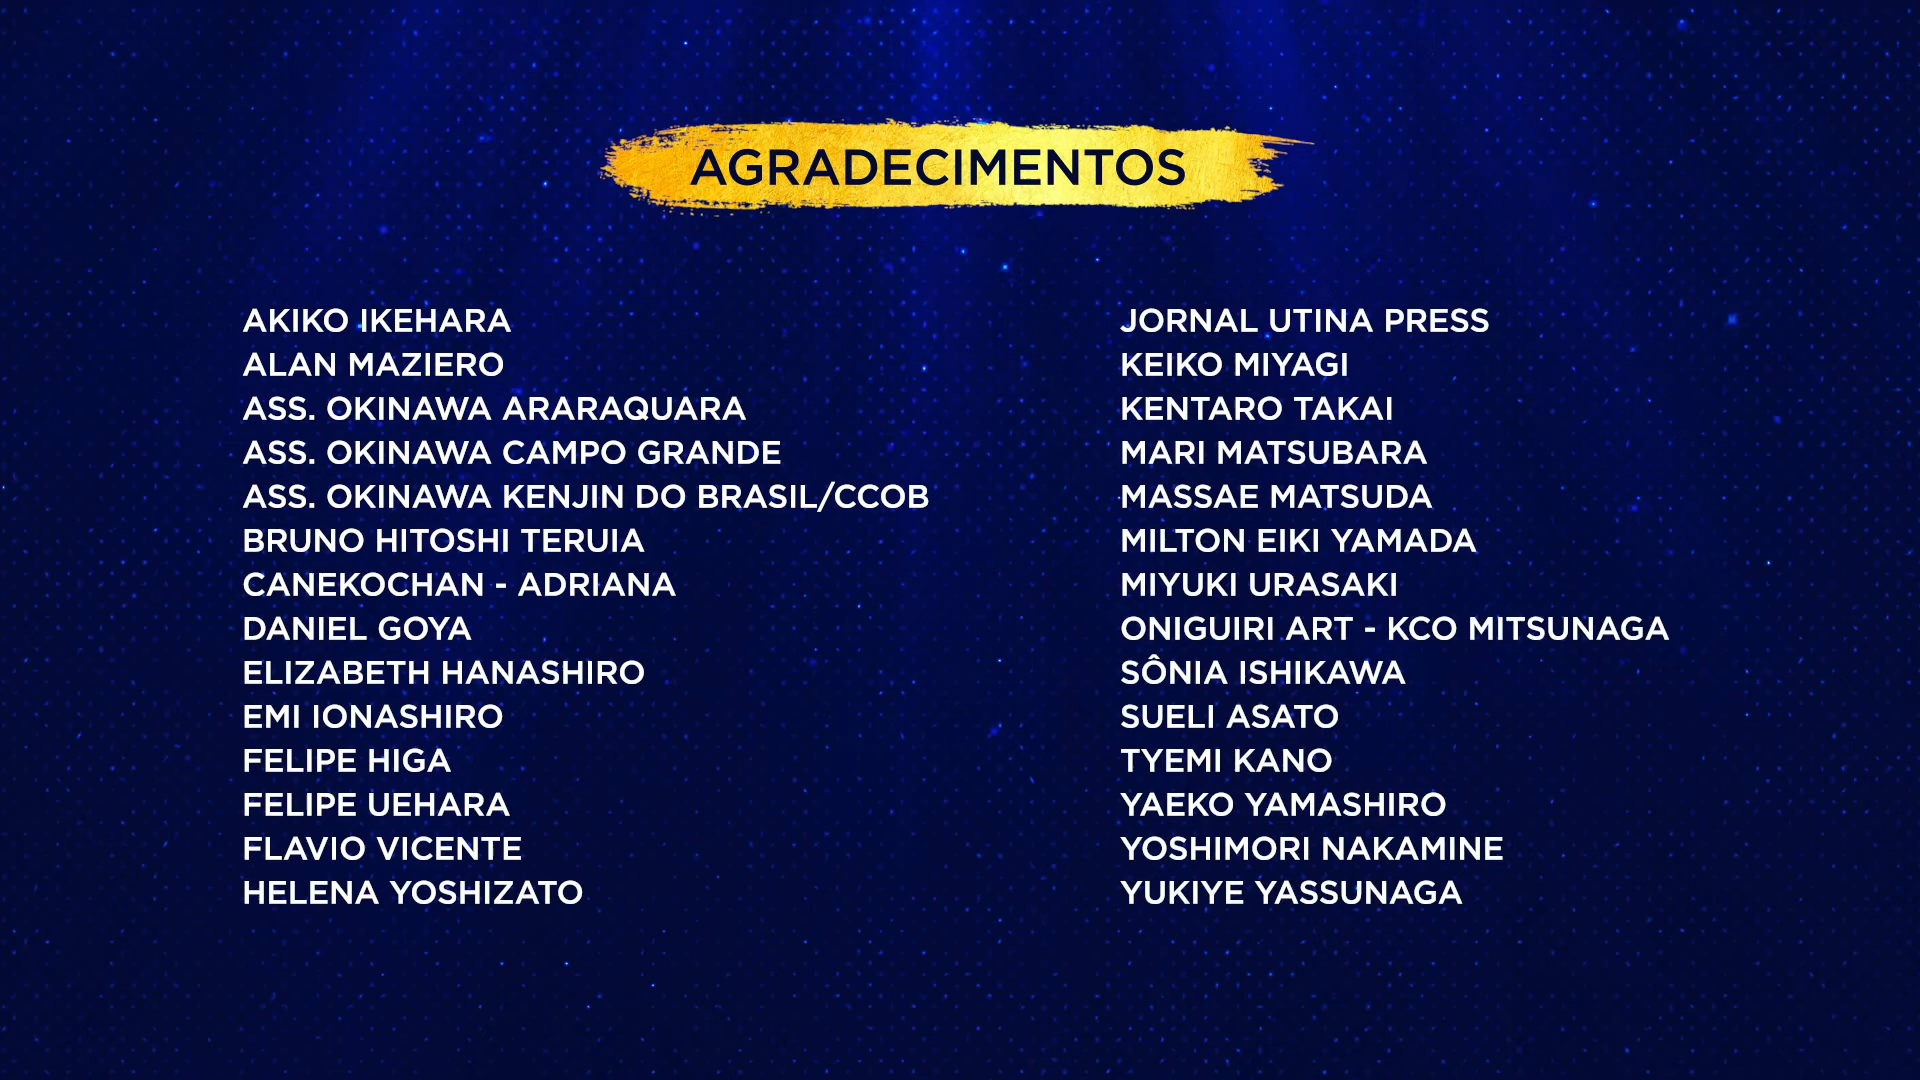 AGRADECIMENTOS
AKIKO IKEHARA
ALAN MAZIERO
ASS. OKINAWA ARARAQUARA
ASS. OKINAWA CAMPO GRANDE
ASS. OKINAWA KENJIN DO BRASIL/CCOB
BRUNO HITOSHI TERUIA
CANEKOCHAN - ADRIANA
DANIEL GOYA
ELIZABETH HANASHIRO
EMI IONASHIRO
FELIPE HIGA
FELIPE UEHARA
FLAVIO VICENTE
HELENA YOSHIZATO
JORNAL UTINA PRESS
KEIKO MIYAGI
KENTARO TAKAI
MARI MATSUBARA
MASSAE MATSUDA
MILTON EIKI YAMADA
MIYUKI URASAKI
ONIGUIRI ART - KCO MITSUNAGA
SÔNIA ISHIKAWA
SUELI ASATO
TYEMI KANO
YAEKO YAMASHIRO
YOSHIMORI NAKAMINE
YUKIYE YASSUNAGA